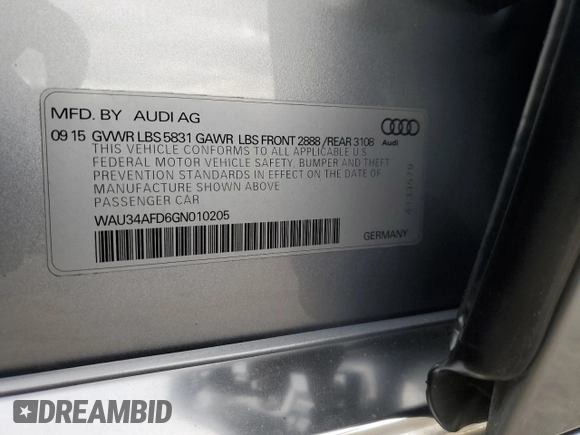 MFD. BY AUDI AG
09 15 GVWR LBS 5831 GAWR LBS FRONT 2888 / REAR 3108
THIS VEHICLE CONFORMS TO ALL APPLICABLE U S
FEDERAL MOTOR VEHICLE SAFETY, BUMPER AND THEFT
PREVENTION STANDARDS IN EFFECT ON THE DATE OF
MANUFACTURE SHOWN ABOVE
PASSENGER CAR
WAU34AFD6GN010205
Audi
GERMANY
DREAMBID